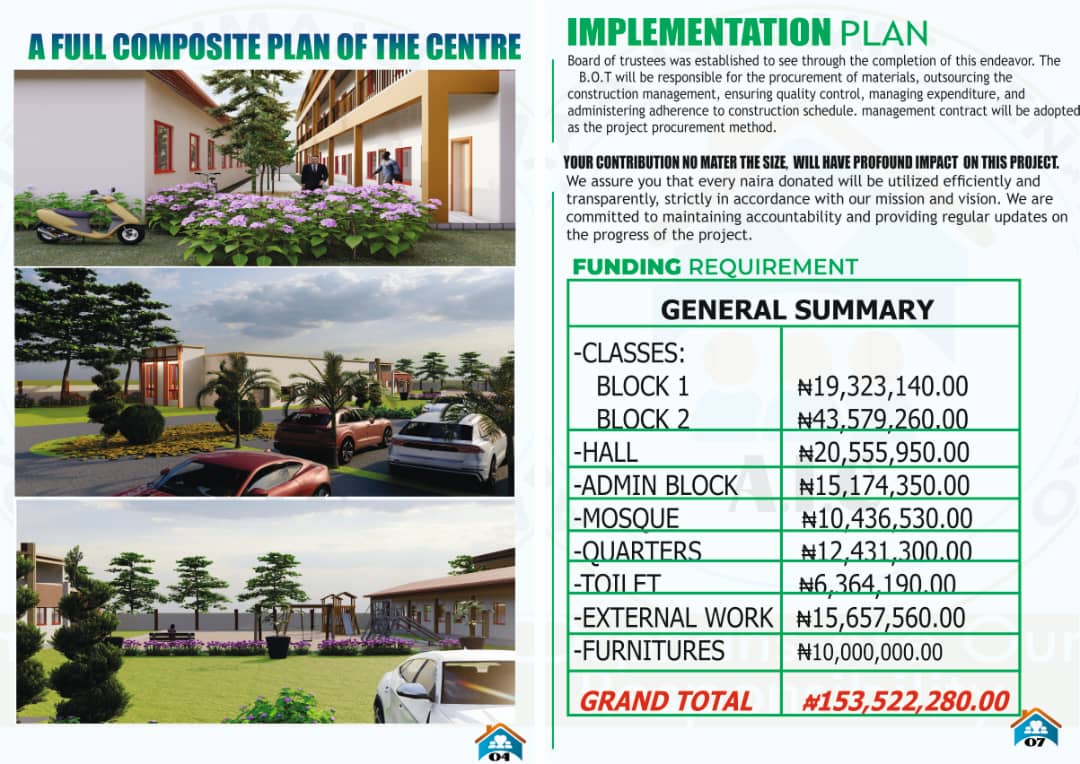 A FULL COMPOSITE PLAN OF THE CENTRE
04
IMPLEMENTATION PLAN
Board of trustees was established to see through the completion of this endeavor. The
B.O.T will be responsible for the procurement of materials, outsourcing the
construction management, ensuring quality control, managing expenditure, and
administering adherence to construction schedule. management contract will be adopted
as the project procurement method.
YOUR CONTRIBUTION NO MATER THE SIZE, WILL HAVE PROFOUND IMPACT ON THIS PROJECT.
We assure you that every naira donated will be utilized efficiently and
transparently, strictly in accordance with our mission and vision. We are
committed to maintaining accountability and providing regular updates on
the progress of the project.
FUNDING REQUIREMENT
GENERAL SUMMARY
-CLASSES:
BLOCK 1 ₦19,323,140.00
BLOCK 2 ₦43,579,260.00
-HALL ₦20,555,950.00
-ADMIN BLOCK ₦15,174,350.00
-MOSQUE ₦10,436,530.00
-QUARTERS ₦12,431,300.00
-TOILET ₦6,364,190.00
-EXTERNAL WORK ₦15,657,560.00
-FURNITURES ₦10,000,000.00
GRAND TOTAL ₦153,522,280.00
07